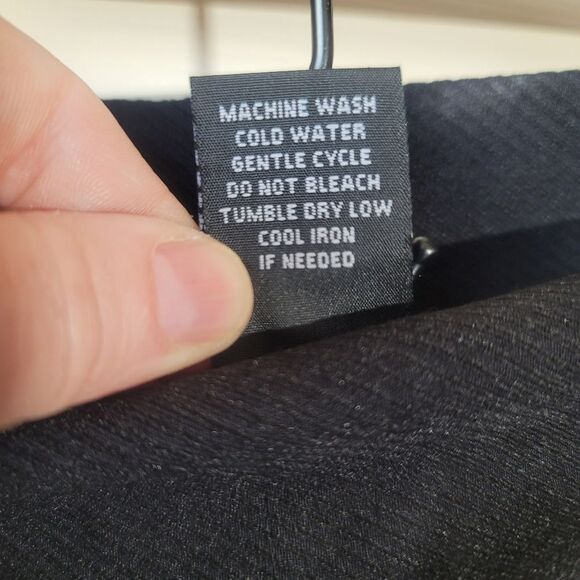 MACHINE WASH
COLD WATER
GENTLE CYCLE
DO NOT BLEACH
TUMBLE DRY LOW
COOL IRON
IF NEEDED